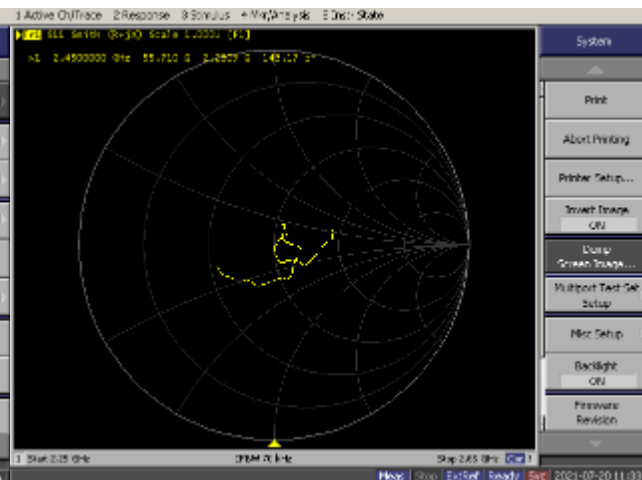 1 Active Ch/Trace 2 Response 3 Stimulus 4 Mkr/Analysis 5 Instr State
S11 Smith (R+jX) Scale 1.000U [F1]
>1 2.4500000 GHz 55.710 Ω
System
Print
Abort Printing
Printer Setup...
Invert Image
ON
Dump
Screen Image...
Multiport Test Set
Setup
Misc Setup
Backlight
ON
Firmware
Revision
1 Start 2.25 GHz IFBW 70 kHz Stop 2.65 GHz Cor !
Meas Stop ExtRef Ready Svc 2021-07-20 11:33